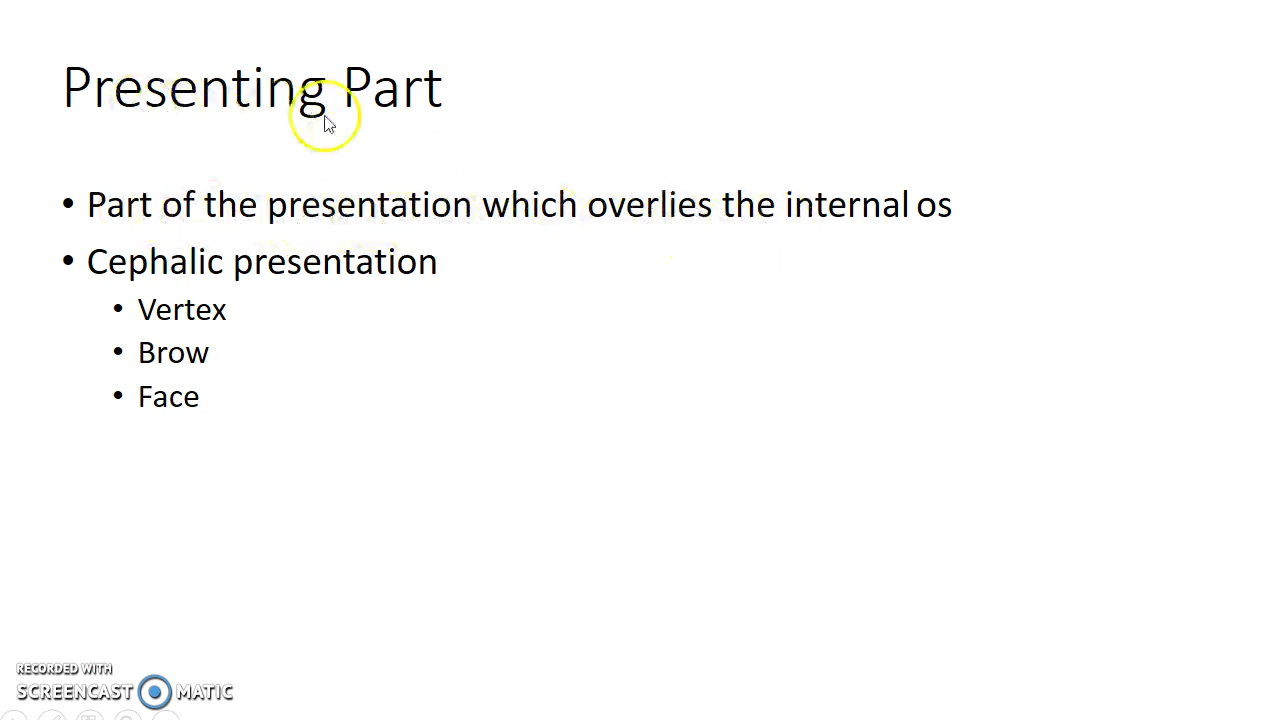 Presenting Part
• Part of the presentation which overlies the internal os
• Cephalic presentation
• Vertex
• Brow
• Face
RECORDED WITH
SCREENCAST MATIC